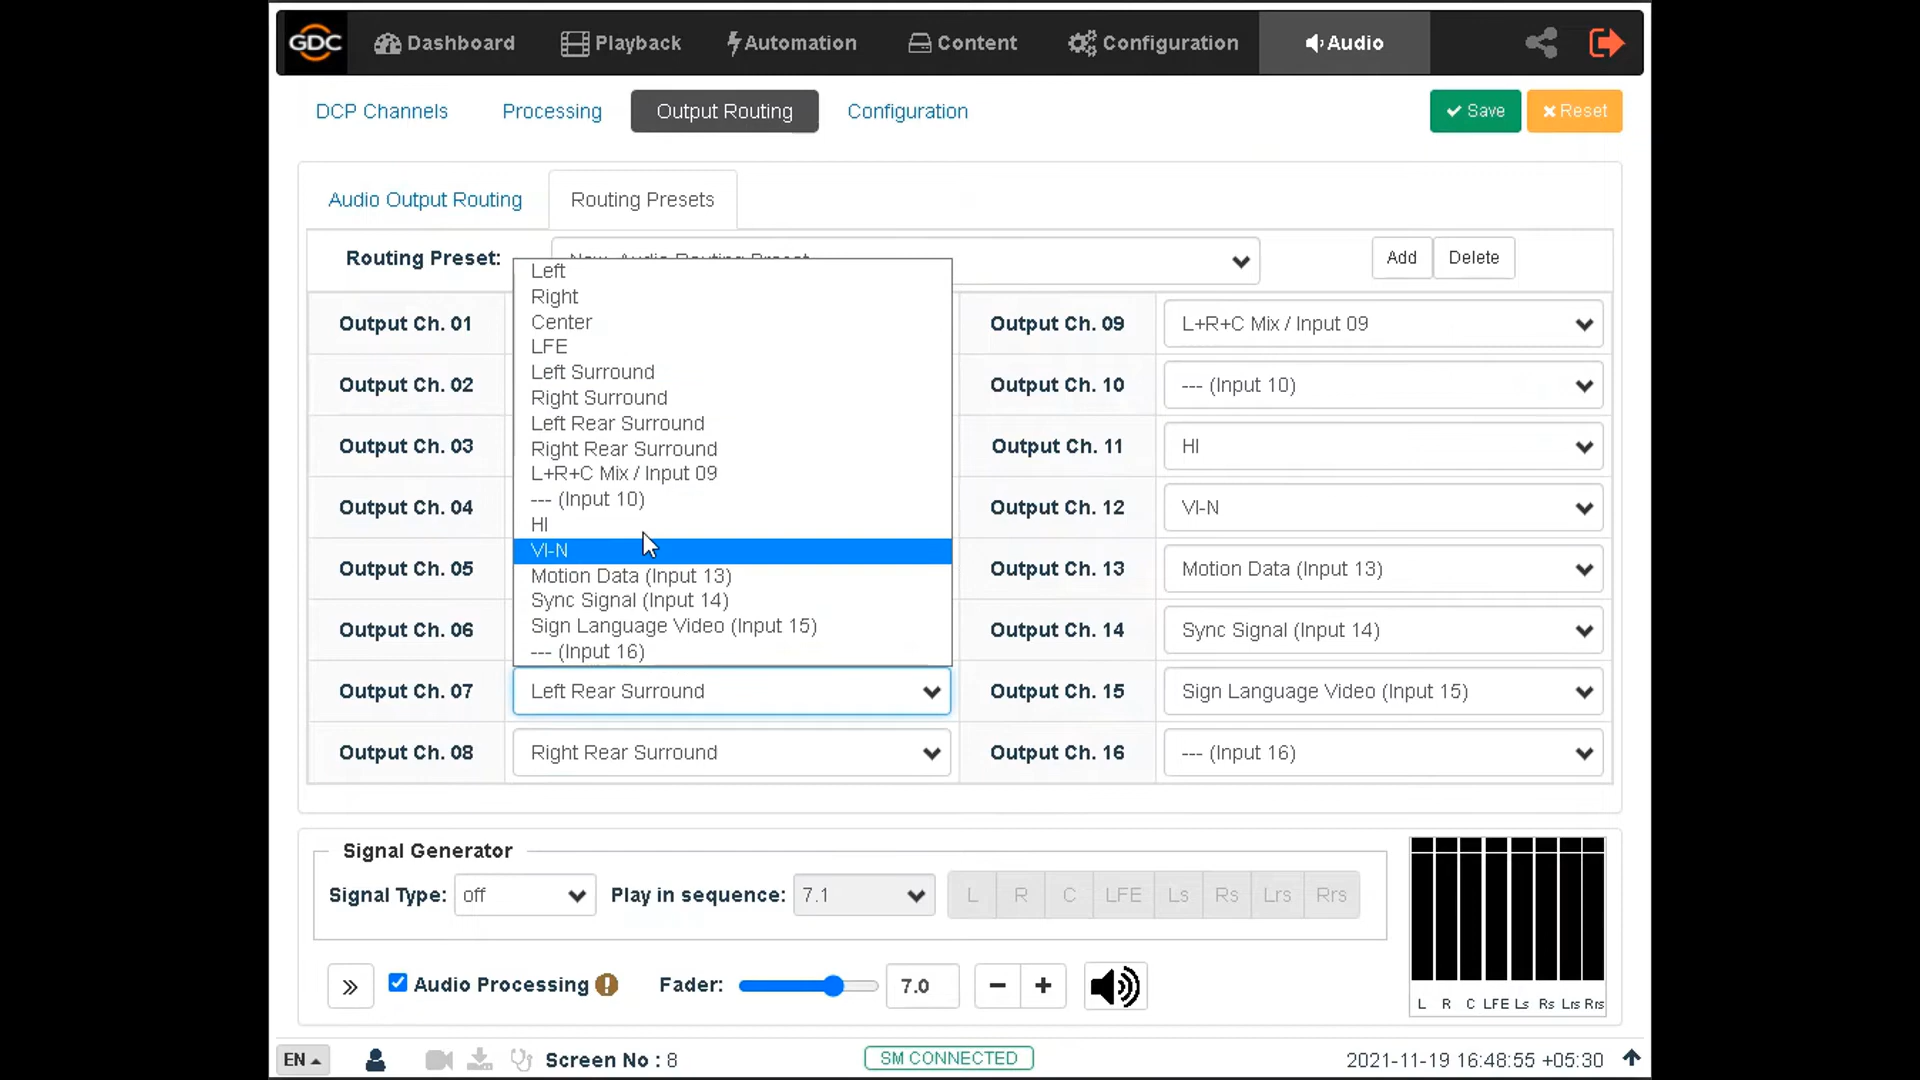 GDC Dashboard Playback Automation Content Configuration Audio
DCP Channels Processing Output Routing Configuration Save Reset
Audio Output Routing Routing Presets
Routing Preset: New Audio Routing Preset Add Delete
Left
Right
Center
LFE
Left Surround
Right Surround
Left Rear Surround
Right Rear Surround
L+R+C Mix / Input 09
--- (Input 10)
HI
VI-N
Motion Data (Input 13)
Sync Signal (Input 14)
Sign Language Video (Input 15)
--- (Input 16)
Output Ch. 01 Output Ch. 09 L+R+C Mix / Input 09
Output Ch. 02 Output Ch. 10 --- (Input 10)
Output Ch. 03 Output Ch. 11 HI
Output Ch. 04 Output Ch. 12 VI-N
Output Ch. 05 Output Ch. 13 Motion Data (Input 13)
Output Ch. 06 Output Ch. 14 Sync Signal (Input 14)
Output Ch. 07 Left Rear Surround Output Ch. 15 Sign Language Video (Input 15)
Output Ch. 08 Right Rear Surround Output Ch. 16 --- (Input 16)
Signal Generator
Signal Type: off Play in sequence: 7.1 L R C LFE Ls Rs Lrs Rrs
Audio Processing Fader: 7.0
L R C LFE Ls Rs Lrs Rrs
EN Screen No : 8 SM CONNECTED 2021-11-19 16:48:55 +05:30